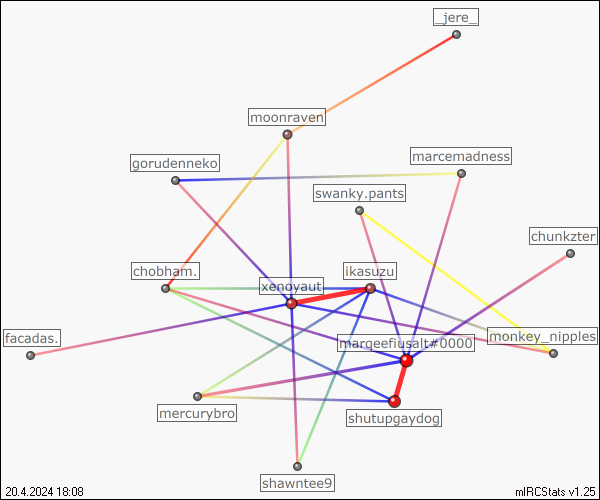 _jere_
moonraven
marcemadness
gorudenneko
swanky.pants
chunkzter
chobham.
ikasuzu
xenoyaut
facadas.
monkey_nipples
marqeefiusalt#0000
mercurybro
shutupgaydog
shawntee9
20.4.2024 18:08
mIRCStats v1.25